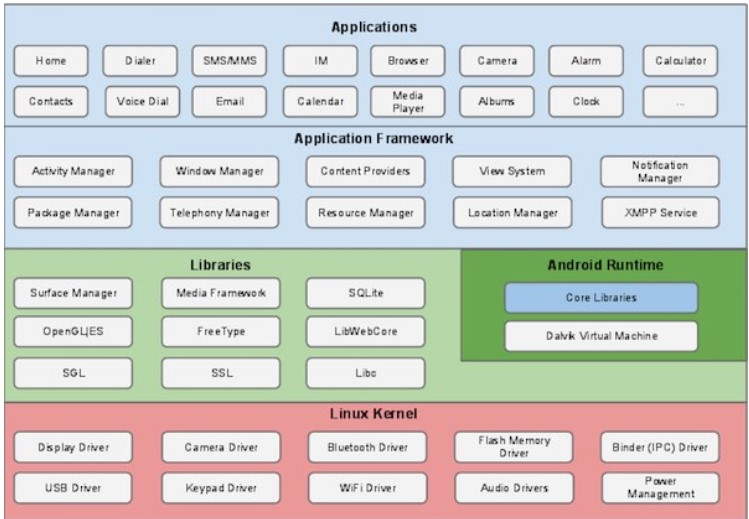 Applications
Home
Dialer
SMS/MMS
IM
Browser
Camera
Alarm
Calculator
Contacts
Voice Dial
Email
Calendar
Media
Player
Albums
Clock
...
Application Framework
Activity Manager
Window Manager
Content Providers
View System
Notification
Manager
Package Manager
Telephony Manager
Resource Manager
Location Manager
XMPP Service
Libraries
Surface Manager
Media Framework
SQLite
OpenGL|ES
FreeType
LibWebCore
SGL
SSL
Libc
Android Runtime
Core Libraries
Dalvik Virtual Machine
Linux Kernel
Display Driver
Camera Driver
Bluetooth Driver
Flash Memory
Driver
Binder (IPC) Driver
USB Driver
Keypad Driver
WiFi Driver
Audio Drivers
Power
Management